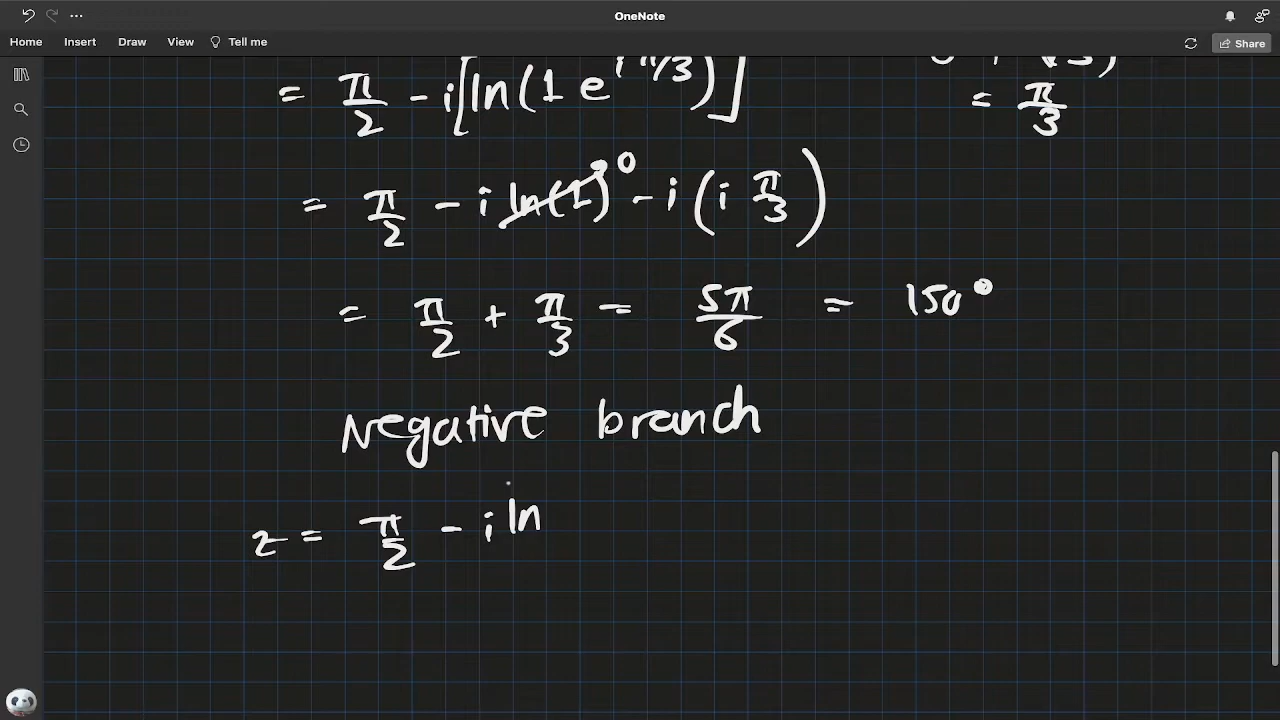 OneNote
Home Insert Draw View Tell me Share
= π/2 - i[ln(1 e^(iπ/3))] = π/3
= π/2 - i ln(1) 0 - i (i π/3)
= π/2 + π/3 = 5π/6 = 150°
Negative branch
z = π/2 - i ln